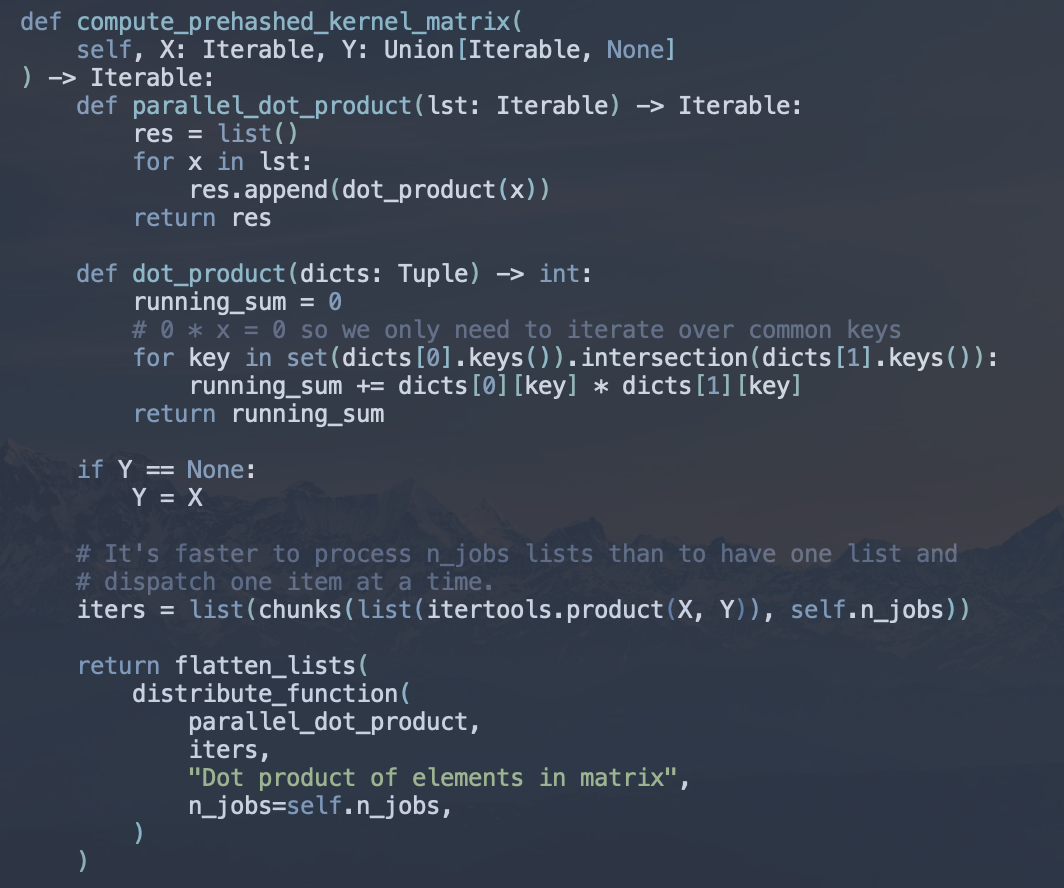 def compute_prehashed_kernel_matrix(
    self, X: Iterable, Y: Union[Iterable, None]
) -> Iterable:
    def parallel_dot_product(lst: Iterable) -> Iterable:
        res = list()
        for x in lst:
            res.append(dot_product(x))
        return res

    def dot_product(dicts: Tuple) -> int:
        running_sum = 0
        # 0 * x = 0 so we only need to iterate over common keys
        for key in set(dicts[0].keys()).intersection(dicts[1].keys()):
            running_sum += dicts[0][key] * dicts[1][key]
        return running_sum

    if Y == None:
        Y = X

    # It's faster to process n_jobs lists than to have one list and
    # dispatch one item at a time.
    iters = list(chunks(list(itertools.product(X, Y)), self.n_jobs))

    return flatten_lists(
        distribute_function(
            parallel_dot_product,
            iters,
            "Dot product of elements in matrix",
            n_jobs=self.n_jobs,
        )
    )